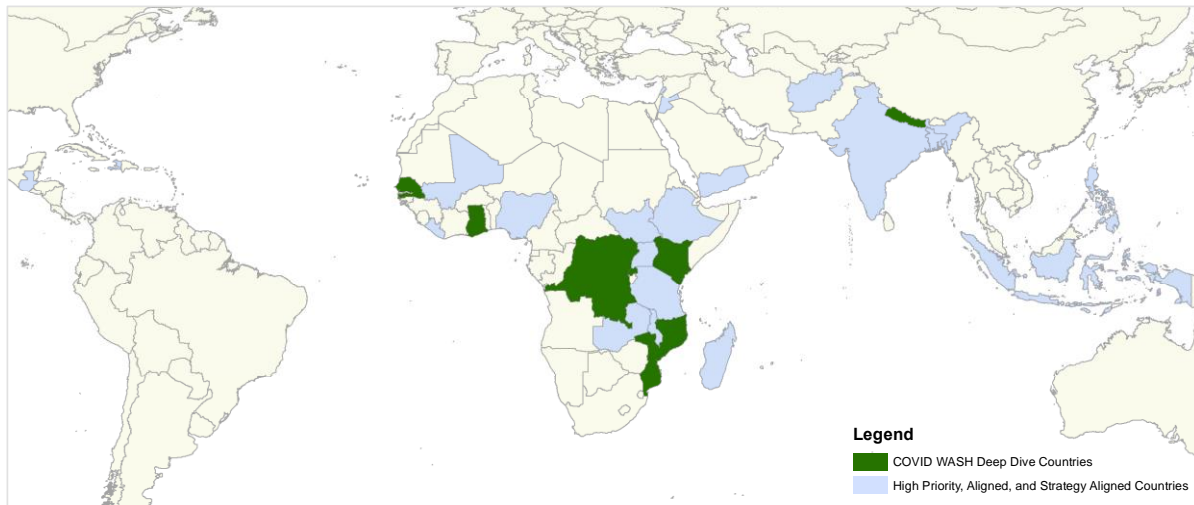 Legend
COVID WASH Deep Dive Countries
High Priority, Aligned, and Strategy Aligned Countries